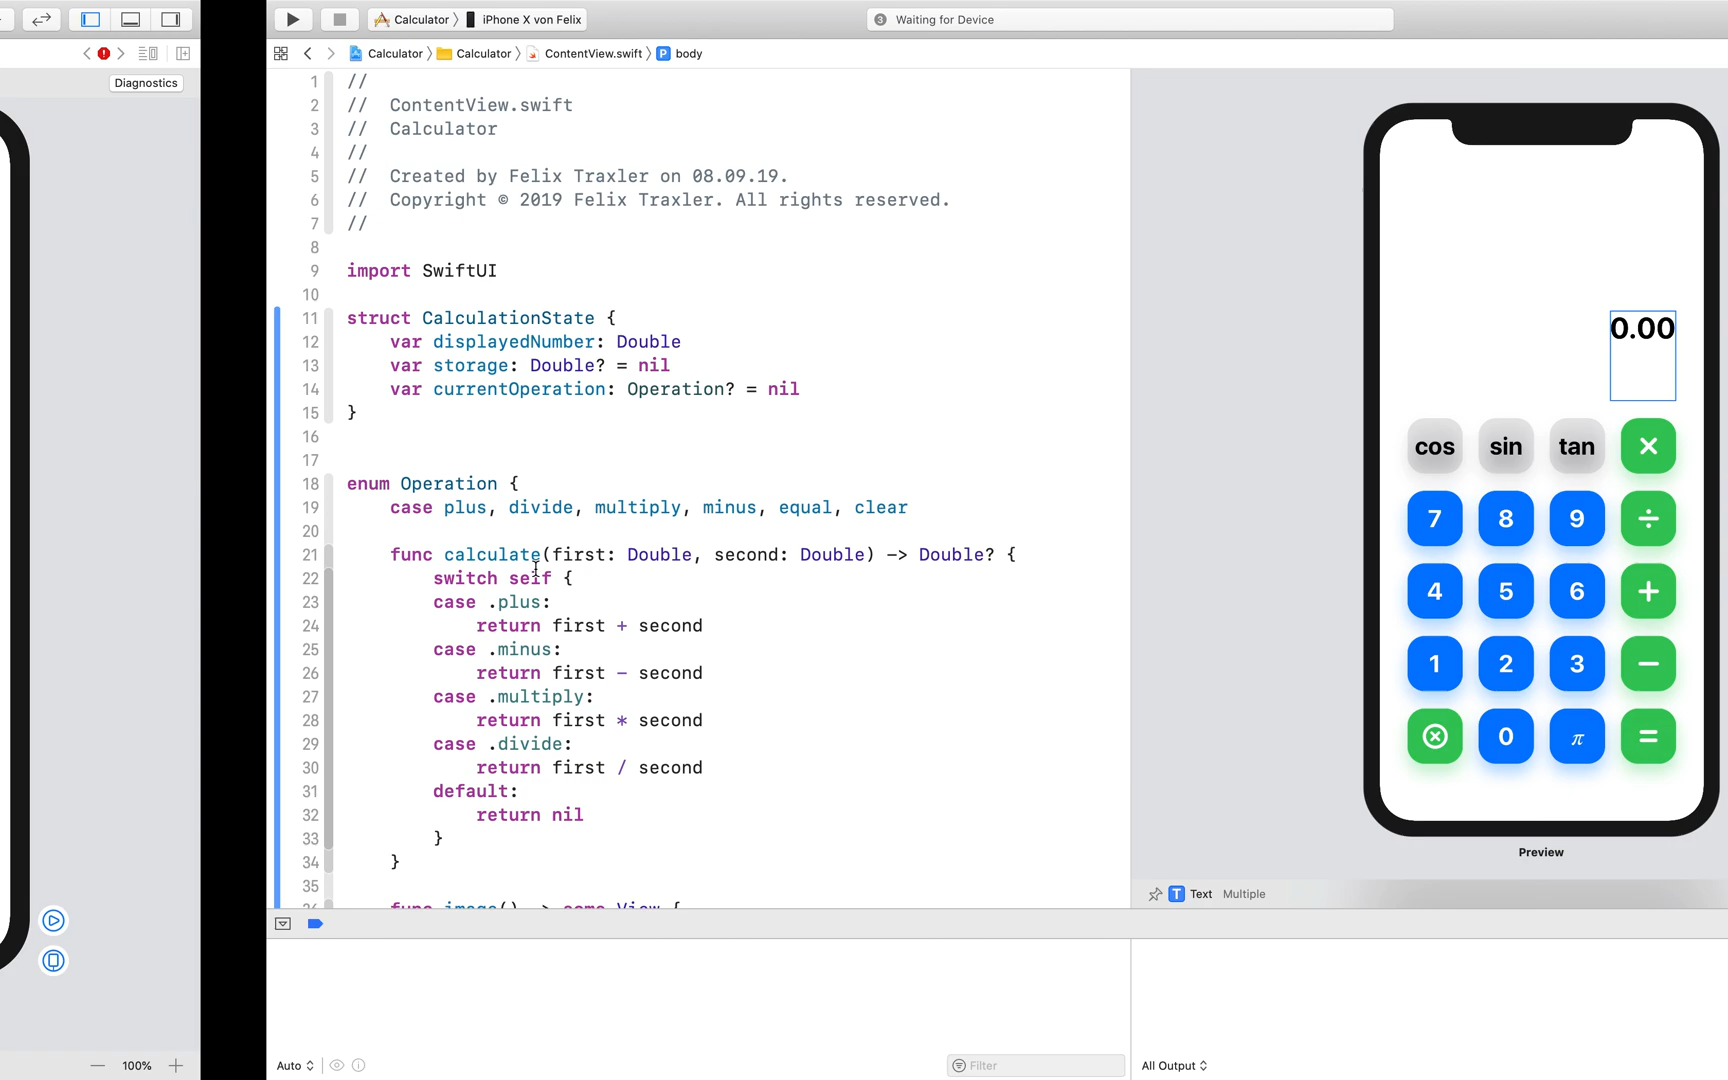 Calculator 〉 iPhone X von Felix
3 Waiting for Device
Calculator 〉 Calculator 〉 ContentView.swift 〉 P body
Diagnostics
1 //
2 //  ContentView.swift
3 //  Calculator
4 //
5 //  Created by Felix Traxler on 08.09.19.
6 //  Copyright © 2019 Felix Traxler. All rights reserved.
7 //
8
9 import SwiftUI
10
11 struct CalculationState {
12     var displayedNumber: Double
13     var storage: Double? = nil
14     var currentOperation: Operation? = nil
15 }
16
17
18 enum Operation {
19     case plus, divide, multiply, minus, equal, clear
20
21     func calculate(first: Double, second: Double) -> Double? {
22         switch self {
23         case .plus:
24             return first + second
25         case .minus:
26             return first - second
27         case .multiply:
28             return first * second
29         case .divide:
30             return first / second
31         default:
32             return nil
33         }
34     }
35
36     func image() -> some View {
0.00
cos sin tan ×
7 8 9 ÷
4 5 6 +
1 2 3 −
⊗ 0 π =
Preview
T Text Multiple
100%
Auto
Filter
All Output